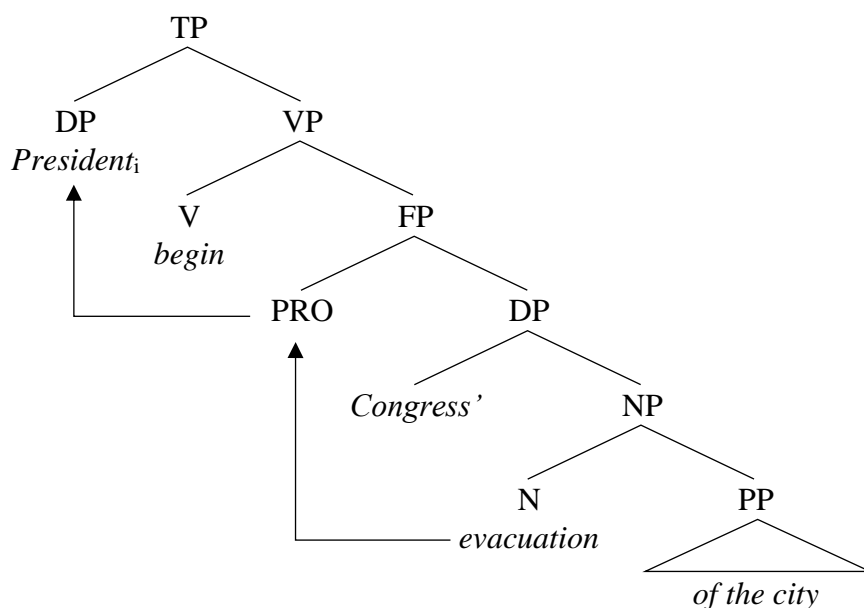 TP
DP VP
President_i
V FP
begin
PRO DP
Congress’ NP
N PP
evacuation
of the city